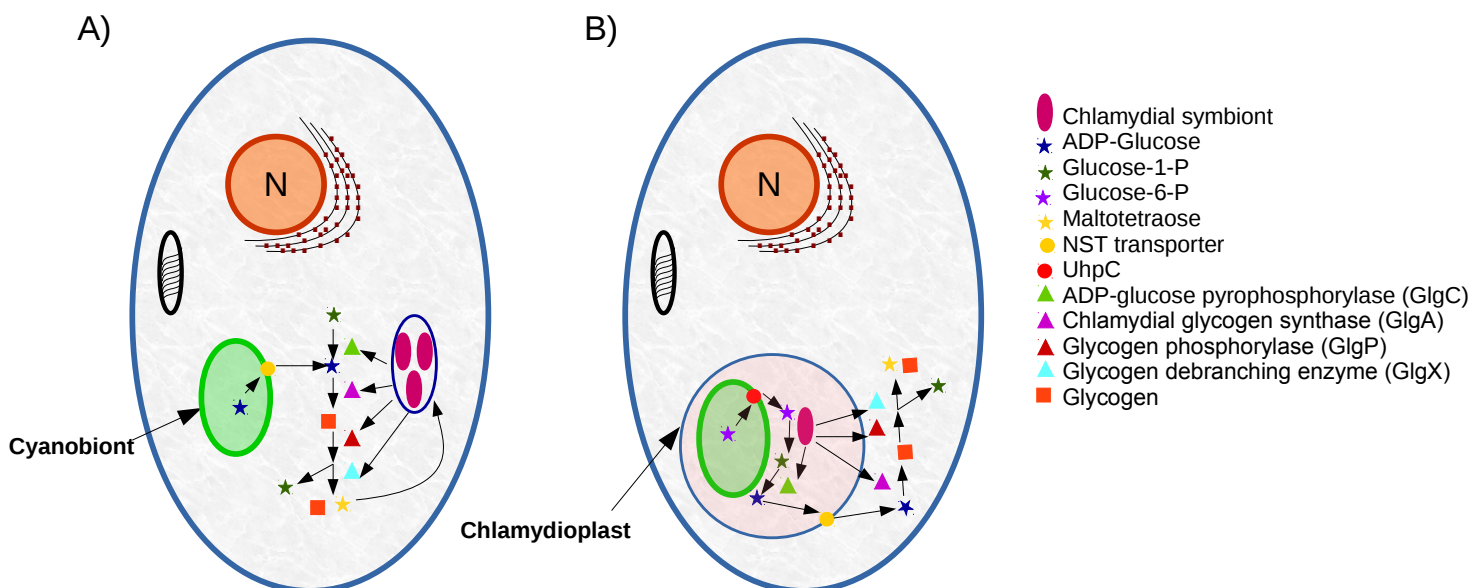 A)
B)
N
N
Cyanobiont
Chlamydioplast
Chlamydial symbiont
ADP-Glucose
Glucose-1-P
Glucose-6-P
Maltotetraose
NST transporter
UhpC
ADP-glucose pyrophosphorylase (GlgC)
Chlamydial glycogen synthase (GlgA)
Glycogen phosphorylase (GlgP)
Glycogen debranching enzyme (GlgX)
Glycogen